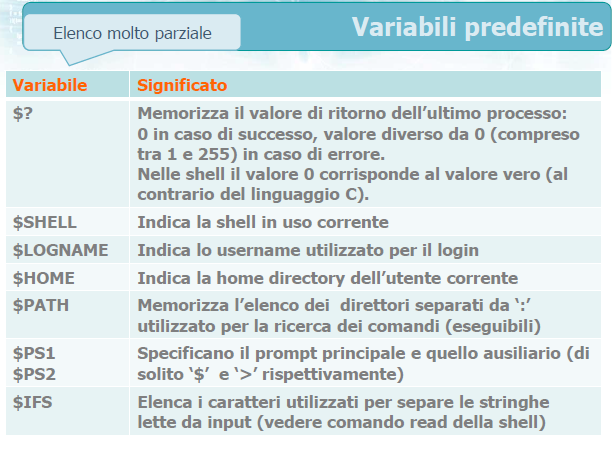 Variabili predefinite
Elenco molto parziale
Variabile Significato
$? Memorizza il valore di ritorno dell'ultimo processo:
0 in caso di successo, valore diverso da 0 (compreso
tra 1 e 255) in caso di errore.
Nelle shell il valore 0 corrisponde al valore vero (al
contrario del linguaggio C).
$SHELL Indica la shell in uso corrente
$LOGNAME Indica lo username utilizzato per il login
$HOME Indica la home directory dell'utente corrente
$PATH Memorizza l'elenco dei direttori separati da ‘:’
utilizzato per la ricerca dei comandi (eseguibili)
$PS1 Specificano il prompt principale e quello ausiliario (di
$PS2 solito ‘$’ e ‘>’ rispettivamente)
$IFS Elenca i caratteri utilizzati per separare le stringhe
lette da input (vedere comando read della shell)